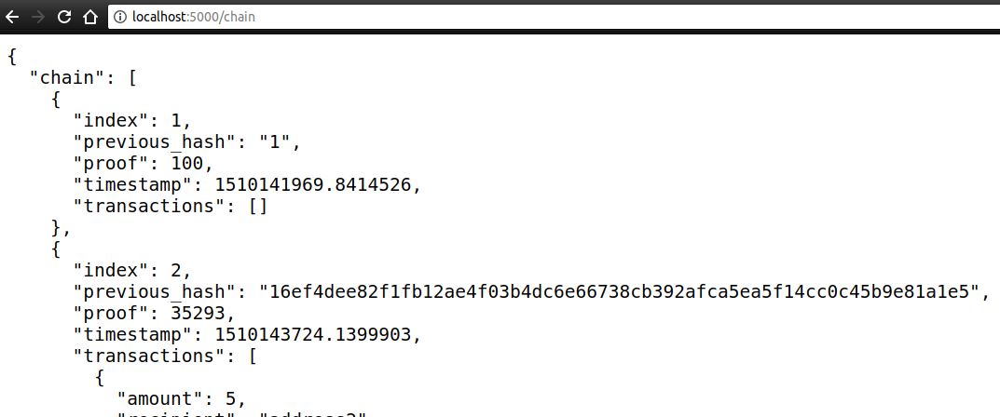 localhost:5000/chain
{
"chain": [
{
"index": 1,
"previous_hash": "1",
"proof": 100,
"timestamp": 1510141969.8414526,
"transactions": []
},
{
"index": 2,
"previous_hash": "16ef4dee82f1fb12ae4f03b4dc6e66738cb392afca5ea5f14cc0c45b9e81a1e5",
"proof": 35293,
"timestamp": 1510143724.1399903,
"transactions": [
{
"amount": 5,